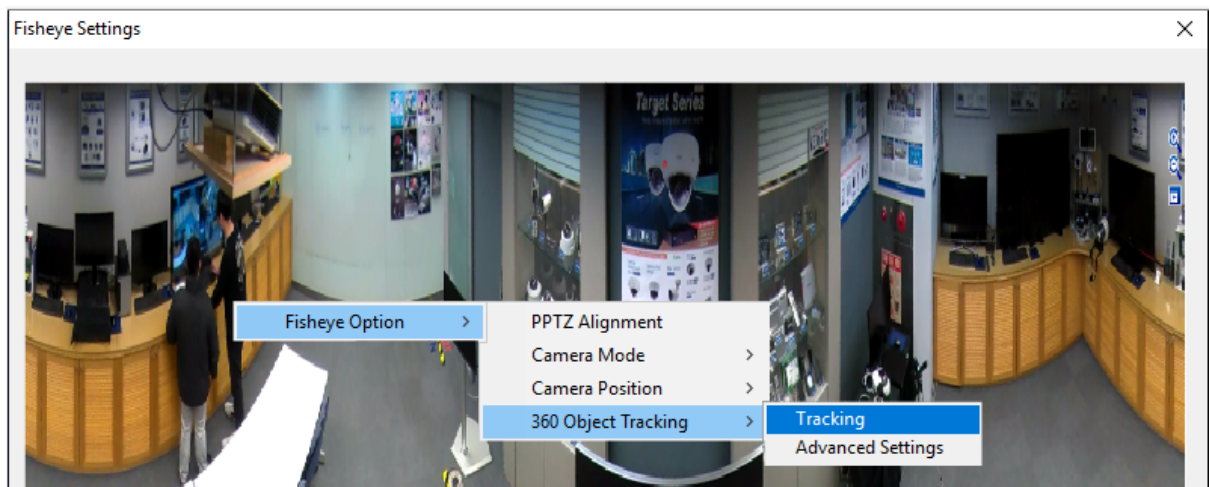 Fisheye Settings
Target Series
Fisheye Option
PPTZ Alignment
Camera Mode
Camera Position
360 Object Tracking
Tracking
Advanced Settings